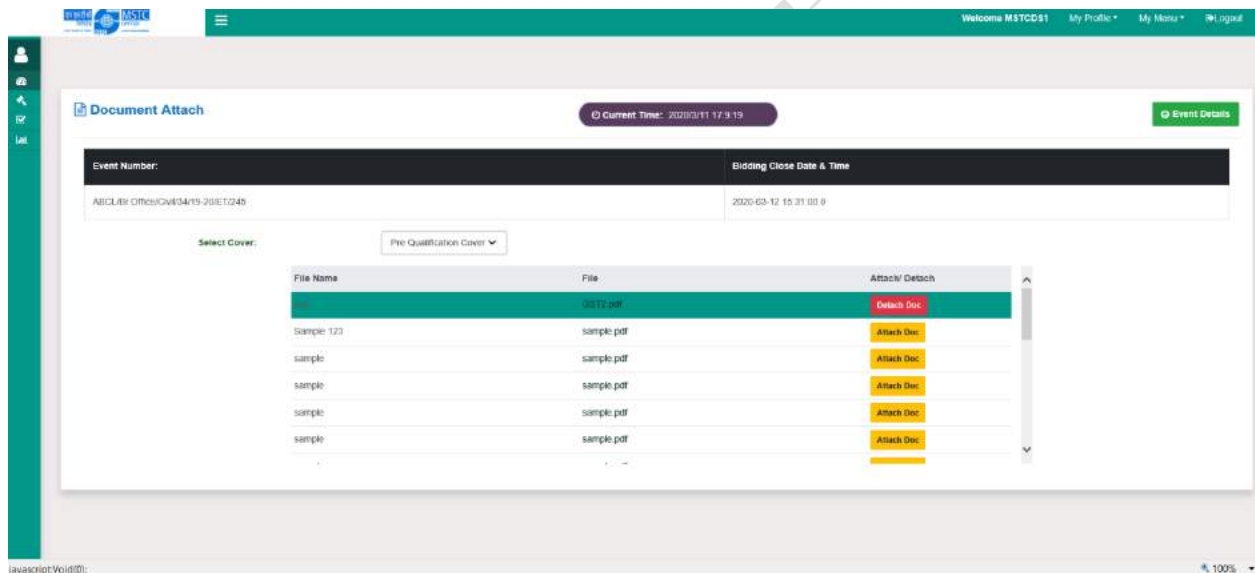 MSTC
Welcome MSTCDS1 My Profile My Menu Logout
Document Attach
Current Time: 2020/3/11 17:9:19
Event Details
Event Number: Bidding Close Date & Time
ABCL/Br Office/Civil/34/19-20/ET/245 2020-03-12 15:31:00.0
Select Cover: Pre Qualification Cover
File Name File Attach/ Detach
GST2.pdf Detach Doc
Sample 123 sample.pdf Attach Doc
sample sample.pdf Attach Doc
sample sample.pdf Attach Doc
sample sample.pdf Attach Doc
sample sample.pdf Attach Doc
javascript:Void(0); 100%